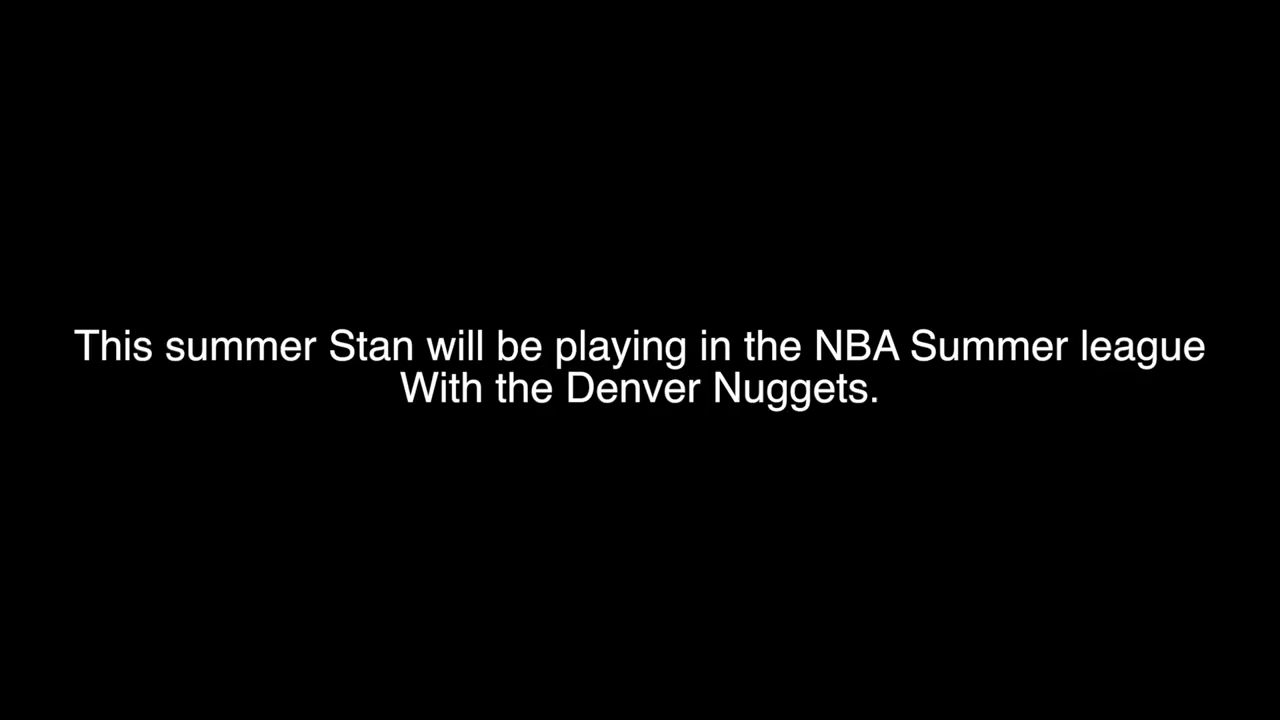 This summer Stan will be playing in the NBA Summer league
With the Denver Nuggets.